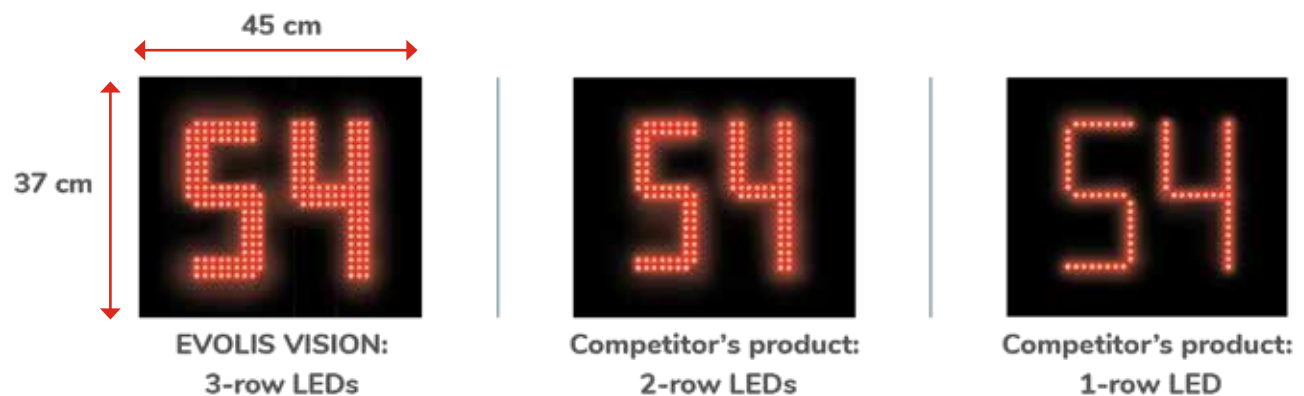 45 cm
37 cm
54
54
54
EVOLIS VISION:
3-row LEDs
Competitor's product:
2-row LEDs
Competitor's product:
1-row LED